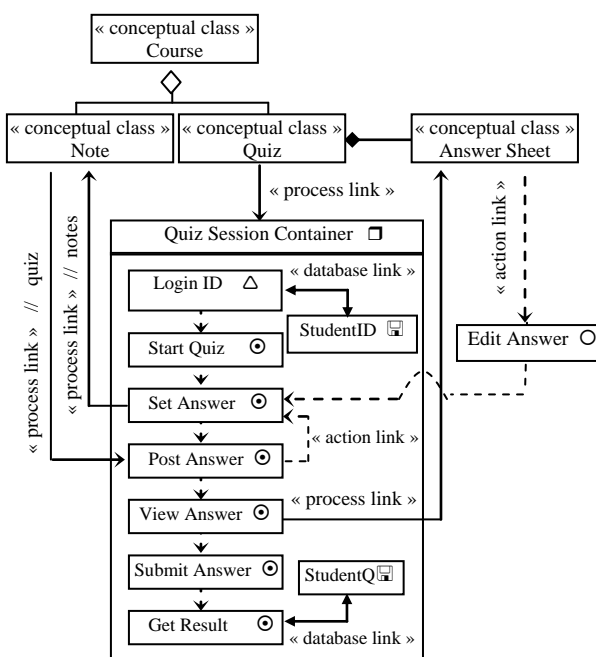 « conceptual class »
Course
« conceptual class »
Note
« conceptual class »
Quiz
« conceptual class »
Answer Sheet
« process link »
« process link » // quiz
« process link » // notes
« action link »
Quiz Session Container
Login ID
« database link »
StudentID
Start Quiz
Edit Answer
Set Answer
« action link »
Post Answer
« process link »
View Answer
Submit Answer
StudentQ
Get Result
« database link »